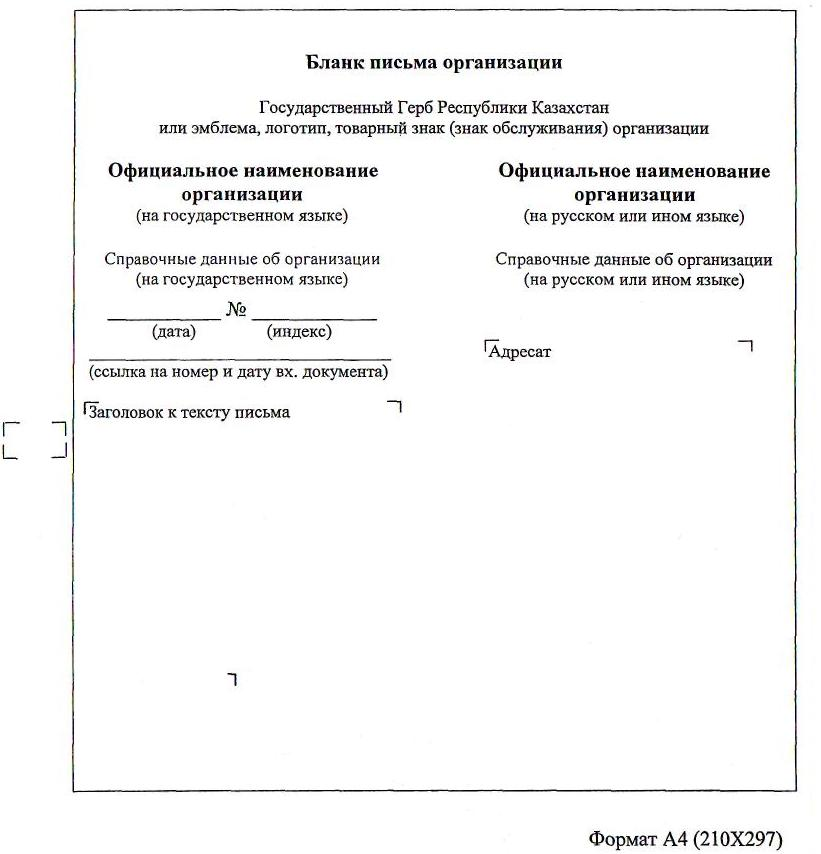 Бланк письма организации
Государственный Герб Республики Казахстан
или эмблема, логотип, товарный знак (знак обслуживания) организации
Официальное наименование
организации
(на государственном языке)
Справочные данные об организации
(на государственном языке)
___________ № ___________
(дата) (индекс)
(ссылка на номер и дату вх. документа)
Заголовок к тексту письма
Официальное наименование
организации
(на русском или ином языке)
Справочные данные об организации
(на русском или ином языке)
Адресат
Формат А4 (210Х297)